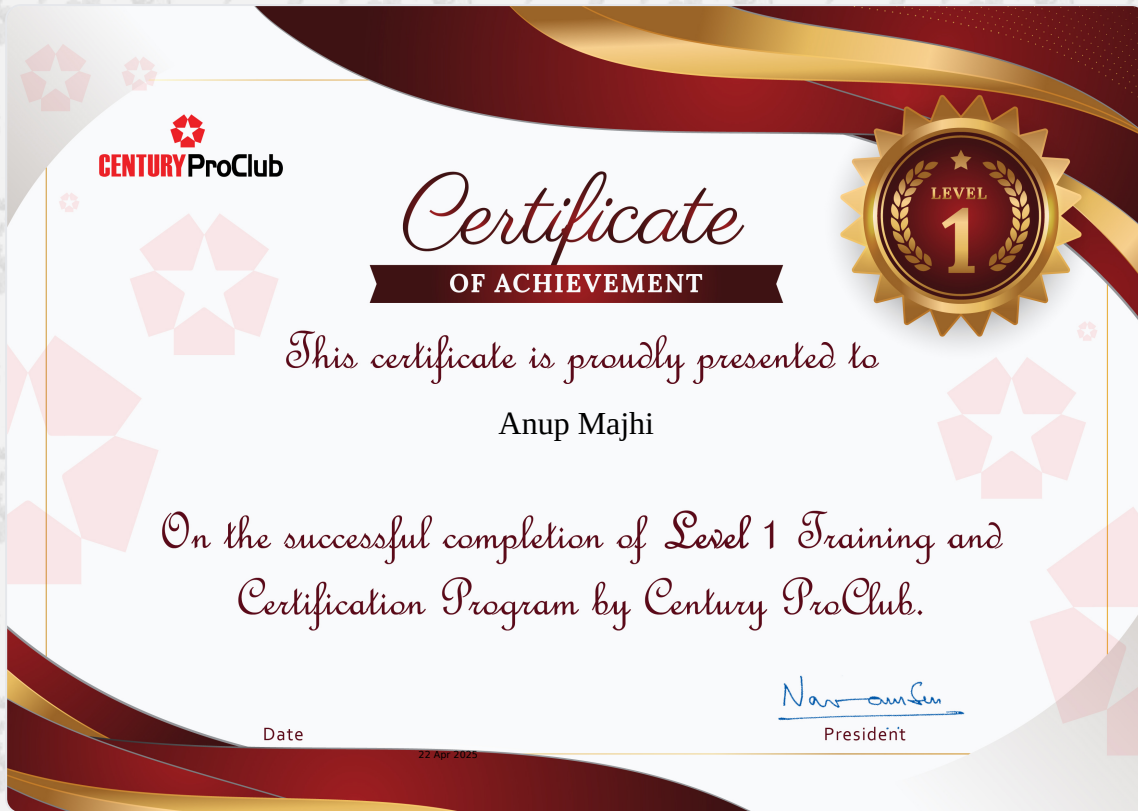 CENTURY ProClub
LEVEL
1
Certificate
OF ACHIEVEMENT
This certificate is proudly presented to
Anup Majhi
On the successful completion of Level 1 Training and
Certification Program by Century ProClub.
Date
President
22 Apr 2025